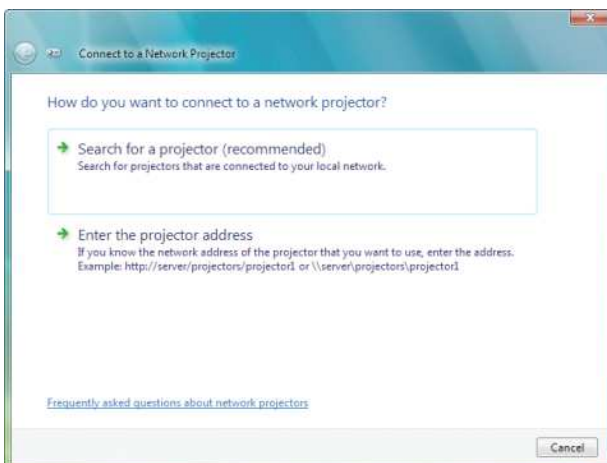 Connect to a Network Projector
How do you want to connect to a network projector?
Search for a projector (recommended)
Search for projectors that are connected to your local network.
Enter the projector address
If you know the network address of the projector that you want to use, enter the address.
Example: http://server/projectors/projector1 or \\server\projectors\projector1
Frequently asked questions about network projectors
Cancel